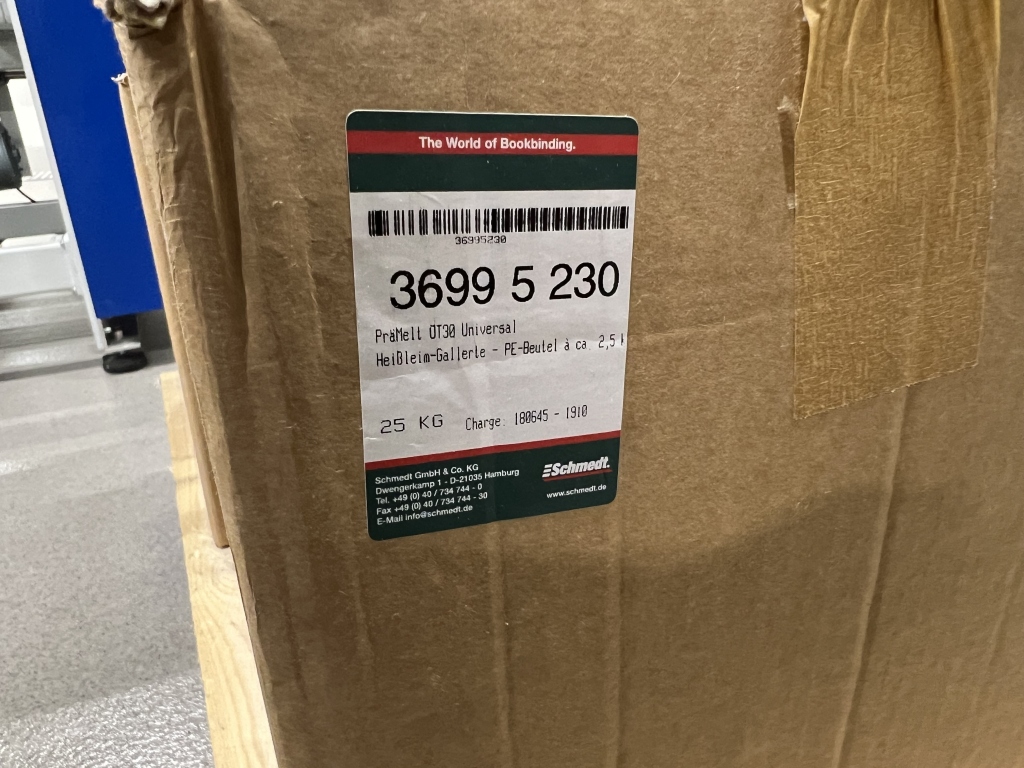 The World of Bookbinding.
36995230
3699 5 230
PräMelt ÖT30 Universal
Heißleim-Gallerte - PE-Beutel à ca. 2,5
25 KG Charge: 180645 - 1910
Schmedt GmbH & Co. KG
Dwengerkamp 1 - D-21035 Hamburg
Tel. +49 (0) 40 / 734 744 - 0
Fax +49 (0) 40 / 734 744 - 30
E-Mail info@schmedt.de
Schmedt.
www.schmedt.de